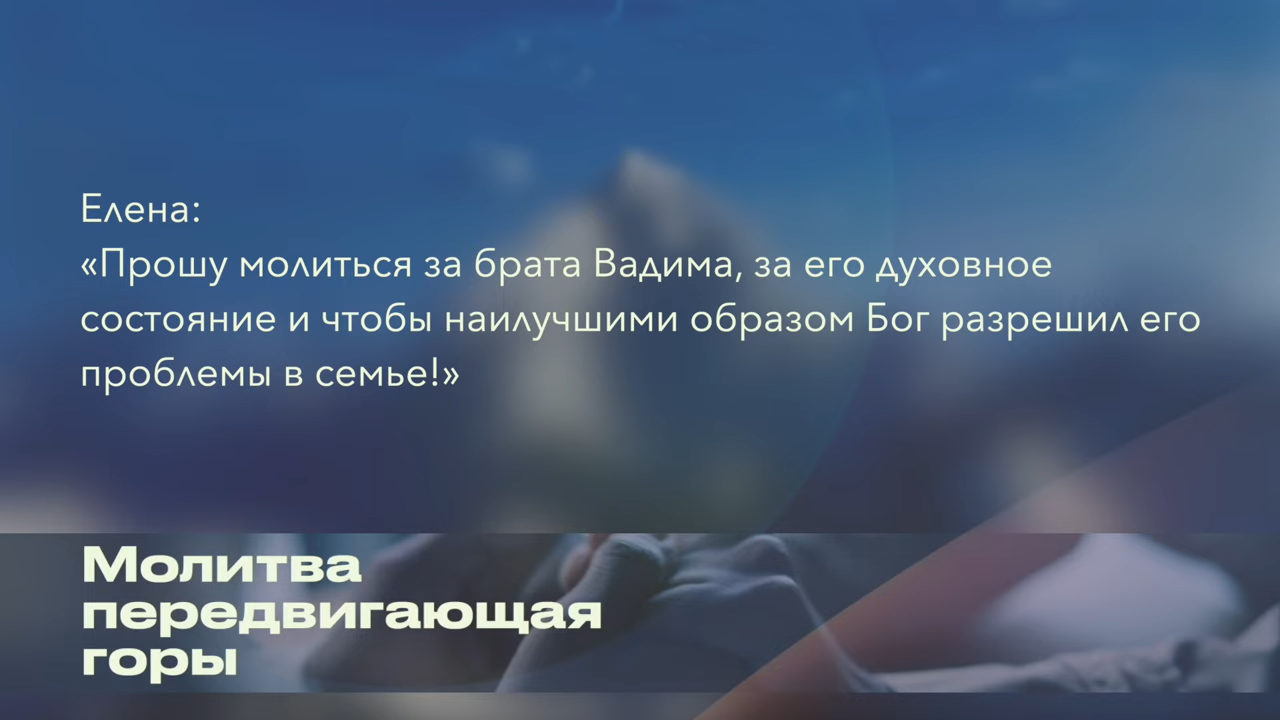 Елена:
«Прошу молиться за брата Вадима, за его духовное
состояние и чтобы наилучшими образом Бог разрешил его
проблемы в семье!»
Молитва
передвигающая
горы